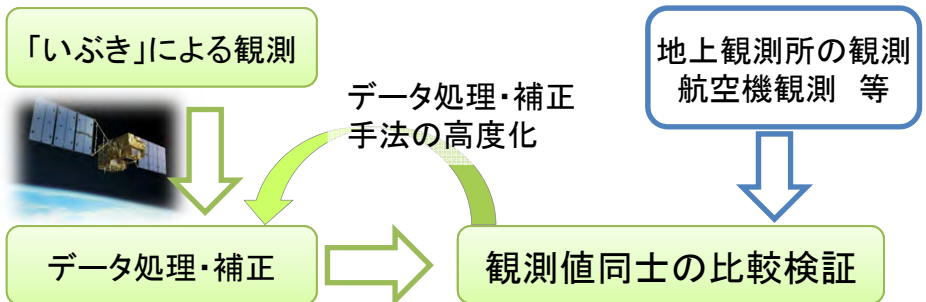 「いぶき」による観測
地上観測所の観測
航空機観測　等
データ処理・補正
手法の高度化
データ処理・補正
観測値同士の比較検証